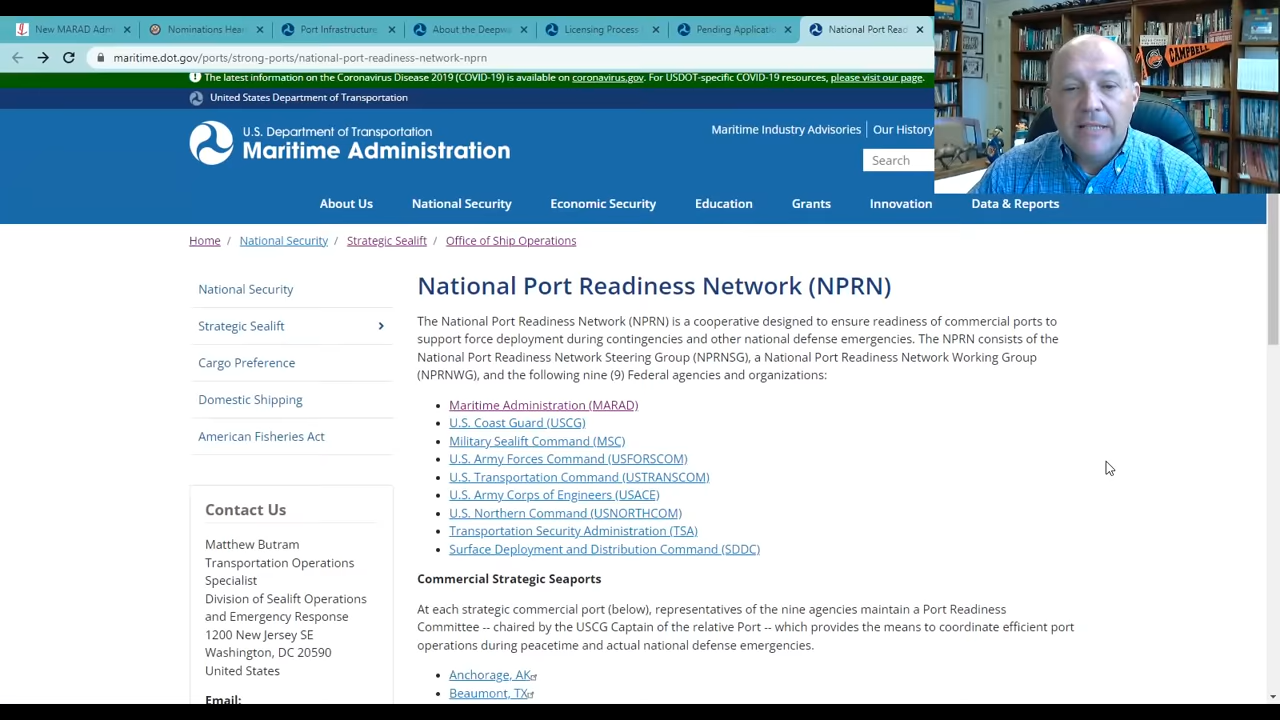 New MARAD Adm
Nominations Hear
Port Infrastructure
About the Deepwa
Licensing Process
Pending Applicatio
National Port Read
maritime.dot.gov/ports/strong-ports/national-port-readiness-network-nprn
The latest information on the Coronavirus Disease 2019 (COVID-19) is available on coronavirus.gov. For USDOT-specific COVID-19 resources, please visit our page.
United States Department of Transportation
U.S. Department of Transportation
Maritime Administration
Maritime Industry Advisories
Our History
Search
About Us
National Security
Economic Security
Education
Grants
Innovation
Data & Reports
Home / National Security / Strategic Sealift / Office of Ship Operations
National Security
Strategic Sealift
Cargo Preference
Domestic Shipping
American Fisheries Act
Contact Us
Matthew Butram
Transportation Operations
Specialist
Division of Sealift Operations
and Emergency Response
1200 New Jersey SE
Washington, DC 20590
United States
Email:
National Port Readiness Network (NPRN)
The National Port Readiness Network (NPRN) is a cooperative designed to ensure readiness of commercial ports to
support force deployment during contingencies and other national defense emergencies. The NPRN consists of the
National Port Readiness Network Steering Group (NPRNSG), a National Port Readiness Network Working Group
(NPRNWG), and the following nine (9) Federal agencies and organizations:
Maritime Administration (MARAD)
U.S. Coast Guard (USCG)
Military Sealift Command (MSC)
U.S. Army Forces Command (USFORSCOM)
U.S. Transportation Command (USTRANSCOM)
U.S. Army Corps of Engineers (USACE)
U.S. Northern Command (USNORTHCOM)
Transportation Security Administration (TSA)
Surface Deployment and Distribution Command (SDDC)
Commercial Strategic Seaports
At each strategic commercial port (below), representatives of the nine agencies maintain a Port Readiness
Committee -- chaired by the USCG Captain of the relative Port -- which provides the means to coordinate efficient port
operations during peacetime and actual national defense emergencies.
Anchorage, AK
Beaumont, TX
CAMPBELL